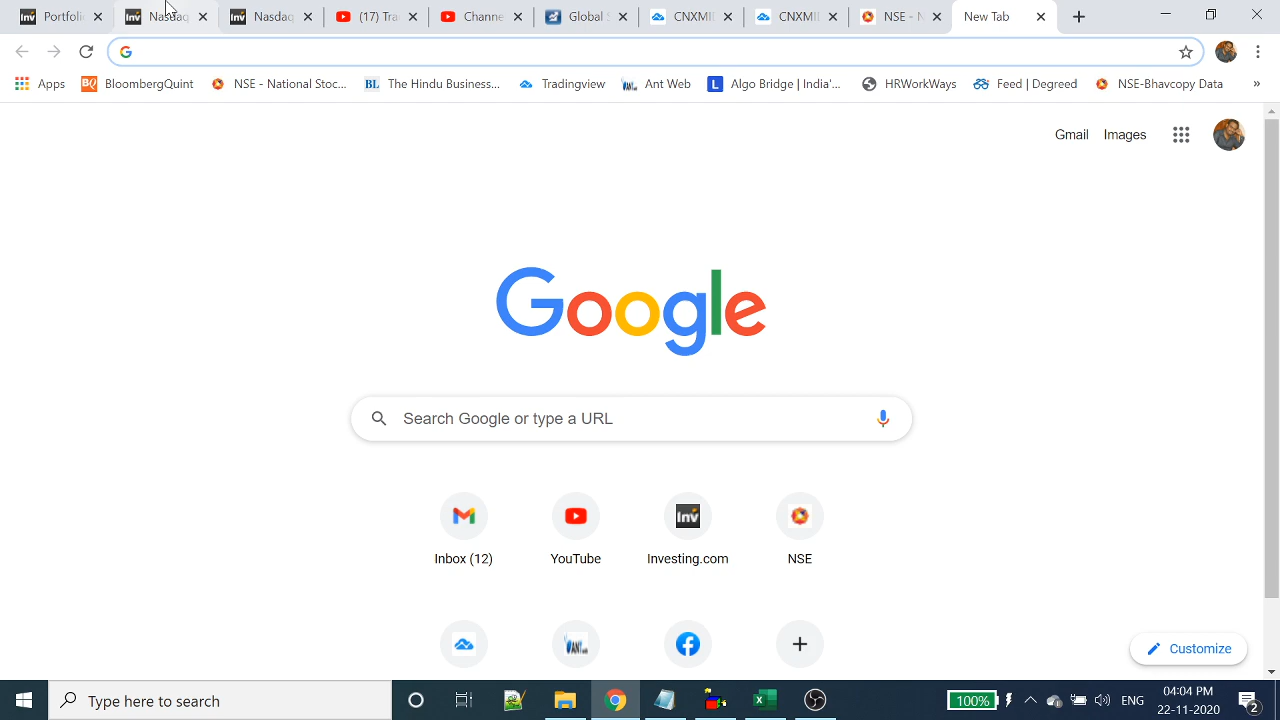 Portfolio
Nasdaq
Nasdaq
(17) Tra
Channe
Global S
CNXMI
CNXMI
NSE - N
New Tab
Apps
BloombergQuint
NSE - National Stoc...
The Hindu Business...
Tradingview
Ant Web
Algo Bridge | India'...
HRWorkWays
Feed | Degreed
NSE-Bhavcopy Data
»
Gmail
Images
Google
Search Google or type a URL
Inbox (12)
YouTube
Investing.com
NSE
Customize
Type here to search
100%
ENG
04:04 PM
22-11-2020
2